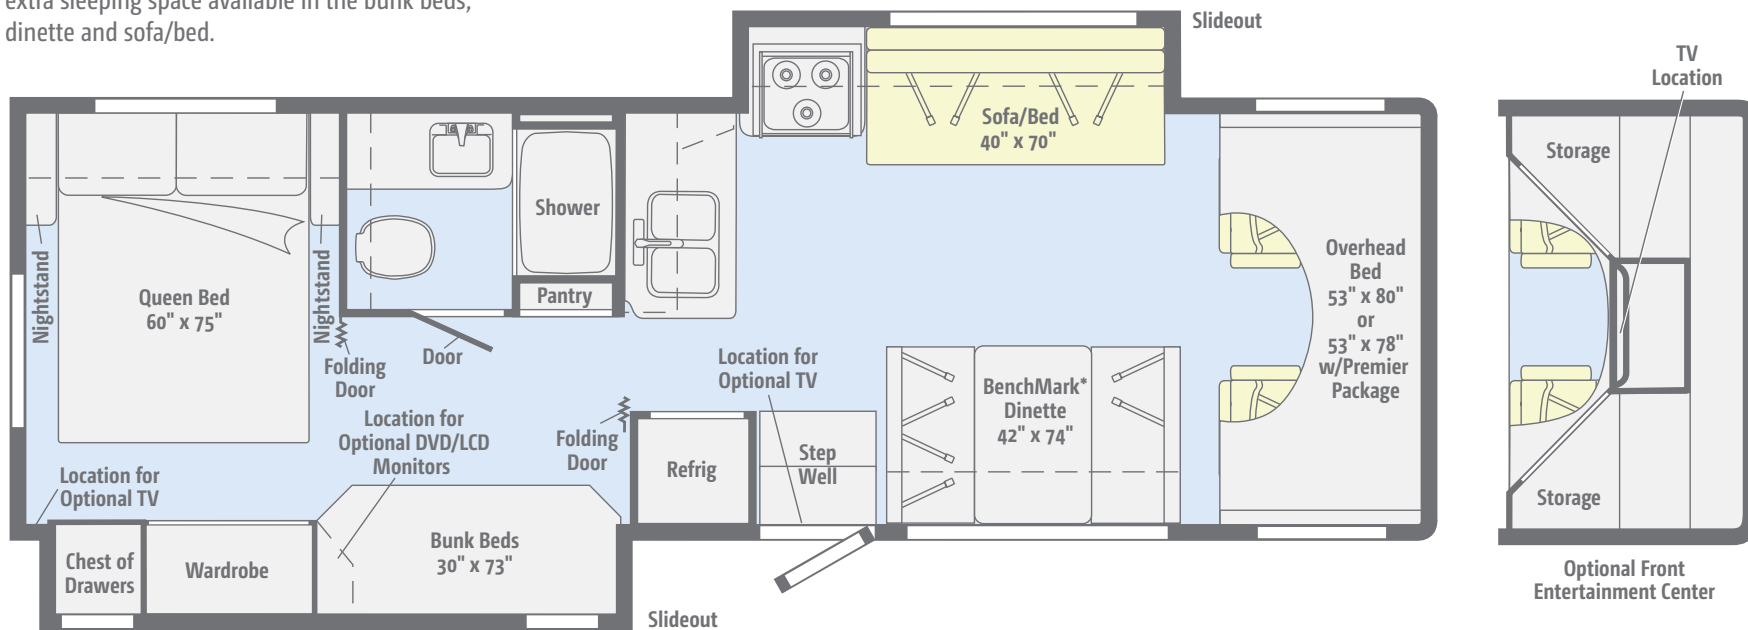 extra sleeping space available in the bunk beds,
dinette and sofa/bed.
Slideout
TV
Location
Sofa/Bed
40" x 70"
Storage
Shower
Nightstand
Nightstand
Queen Bed
60" x 75"
Pantry
Overhead
Bed
53" x 80"
or
53" x 78"
w/Premier
Package
Door
Folding
Door
Location for
Optional TV
BenchMark*
Dinette
42" x 74"
Location for
Optional DVD/LCD
Monitors
Folding
Door
Refrig
Step
Well
Location for
Optional TV
Storage
Chest of
Drawers
Wardrobe
Bunk Beds
30" x 73"
Optional Front
Entertainment Center
Slideout